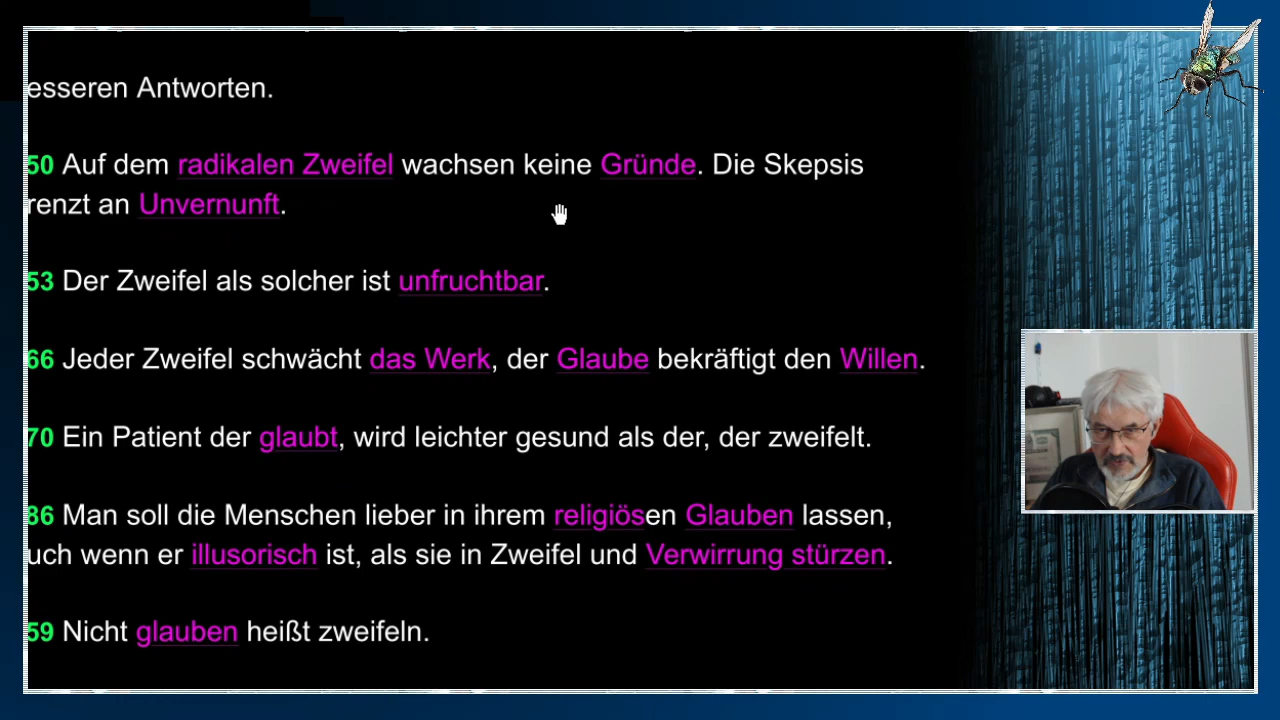 esseren Antworten.
50 Auf dem radikalen Zweifel wachsen keine Gründe. Die Skepsis
renzt an Unvernunft.
53 Der Zweifel als solcher ist unfruchtbar.
66 Jeder Zweifel schwächt das Werk, der Glaube bekräftigt den Willen.
70 Ein Patient der glaubt, wird leichter gesund als der, der zweifelt.
86 Man soll die Menschen lieber in ihrem religiösen Glauben lassen,
uch wenn er illusorisch ist, als sie in Zweifel und Verwirrung stürzen.
59 Nicht glauben heißt zweifeln.